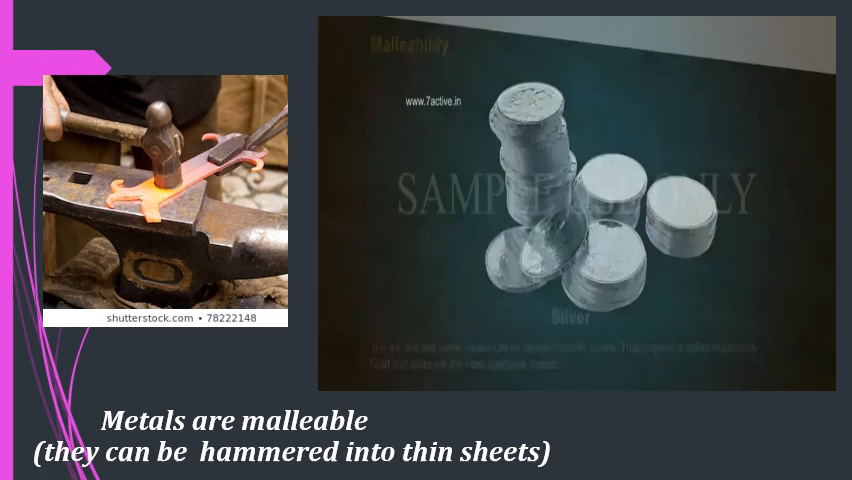 Malleability
www.7active.in
SAMPLE USE ONLY
Silver
shutterstock.com • 78222148
Metals are malleable
(they can be hammered into thin sheets)